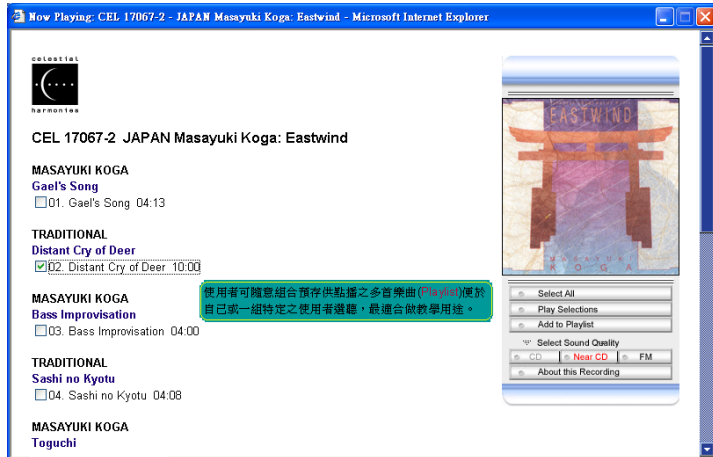 Now Playing: CEL 17067-2 - JAPAN Masayuki Koga: Eastwind - Microsoft Internet Explorer
celestial
harmonies
CEL 17067-2 JAPAN Masayuki Koga: Eastwind
MASAYUKI KOGA
Gael's Song
01. Gael's Song 04:13
TRADITIONAL
Distant Cry of Deer
02. Distant Cry of Deer 10:00
MASAYUKI KOGA
Bass Improvisation
03. Bass Improvisation 04:00
TRADITIONAL
Sashi no Kyotu
04. Sashi no Kyotu 04:08
MASAYUKI KOGA
Toguchi
使用者可隨意組合預存供點播之多首樂曲(Playlist)便於
自己或一組特定之使用者選聽，最適合做教學用途。
EASTWIND
MASAYUKI
KOGA
Select All
Play Selections
Add to Playlist
Select Sound Quality
CD Near CD FM
About this Recording